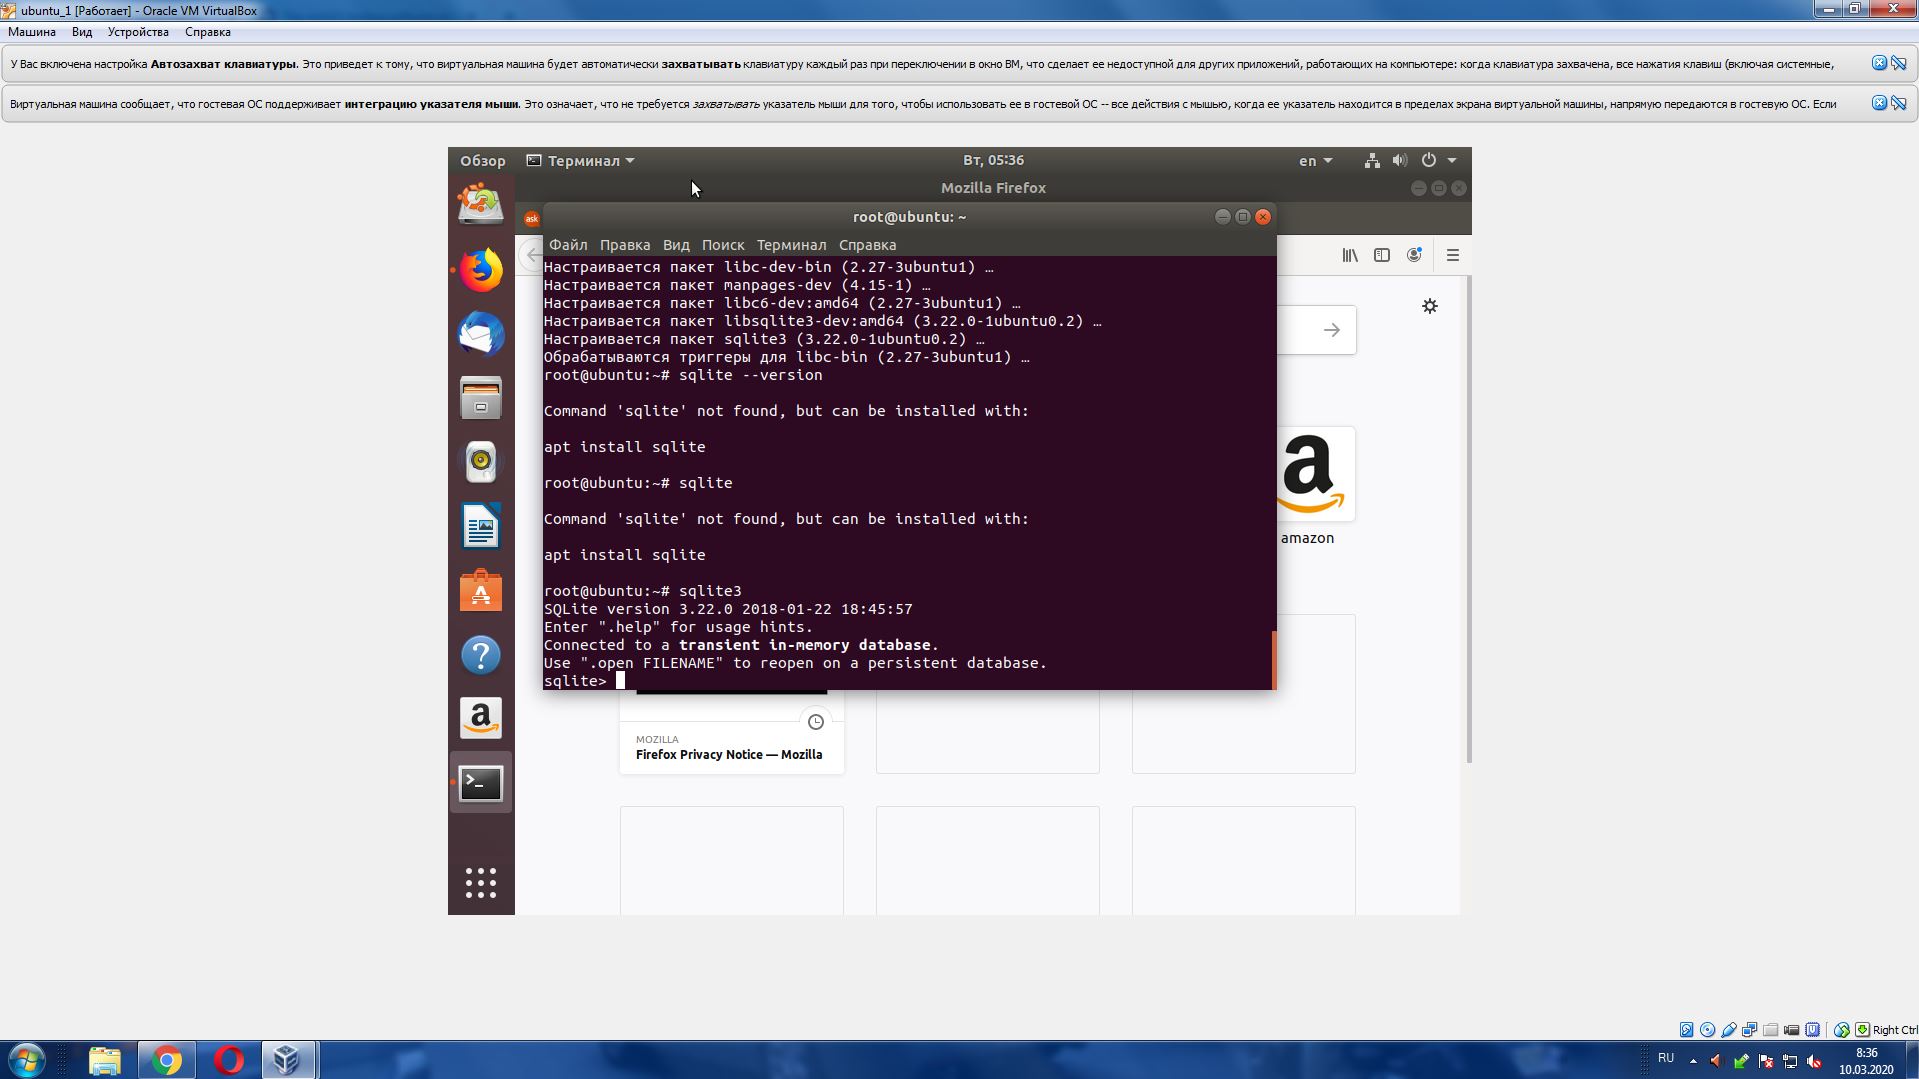 ubuntu_1 [Работает] - Oracle VM VirtualBox
Машина Вид Устройства Справка
У Вас включена настройка Автозахват клавиатуры. Это приведет к тому, что виртуальная машина будет автоматически захватывать клавиатуру каждый раз при переключении в окно ВМ, что сделает ее недоступной для других приложений, работающих на компьютере: когда клавиатура захвачена, все нажатия клавиш (включая системные,
Виртуальная машина сообщает, что гостевая ОС поддерживает интеграцию указателя мыши. Это означает, что не требуется захватывать указатель мыши для того, чтобы использовать ее в гостевой ОС -- все действия с мышью, когда ее указатель находится в пределах экрана виртуальной машины, напрямую передаются в гостевую ОС. Если
Обзор Терминал Вт, 05:36 en
Mozilla Firefox
ask
root@ubuntu: ~
Файл Правка Вид Поиск Терминал Справка
Настраивается пакет libc-dev-bin (2.27-3ubuntu1) …
Настраивается пакет manpages-dev (4.15-1) …
Настраивается пакет libc6-dev:amd64 (2.27-3ubuntu1) …
Настраивается пакет libsqlite3-dev:amd64 (3.22.0-1ubuntu0.2) …
Настраивается пакет sqlite3 (3.22.0-1ubuntu0.2) …
Обрабатываются триггеры для libc-bin (2.27-3ubuntu1) …
root@ubuntu:~# sqlite --version
Command 'sqlite' not found, but can be installed with:
apt install sqlite
root@ubuntu:~# sqlite
Command 'sqlite' not found, but can be installed with:
apt install sqlite
root@ubuntu:~# sqlite3
SQLite version 3.22.0 2018-01-22 18:45:57
Enter ".help" for usage hints.
Connected to a transient in-memory database.
Use ".open FILENAME" to reopen on a persistent database.
sqlite>
amazon
MOZILLA
Firefox Privacy Notice — Mozilla
Right Ctrl
RU
8:36
10.03.2020